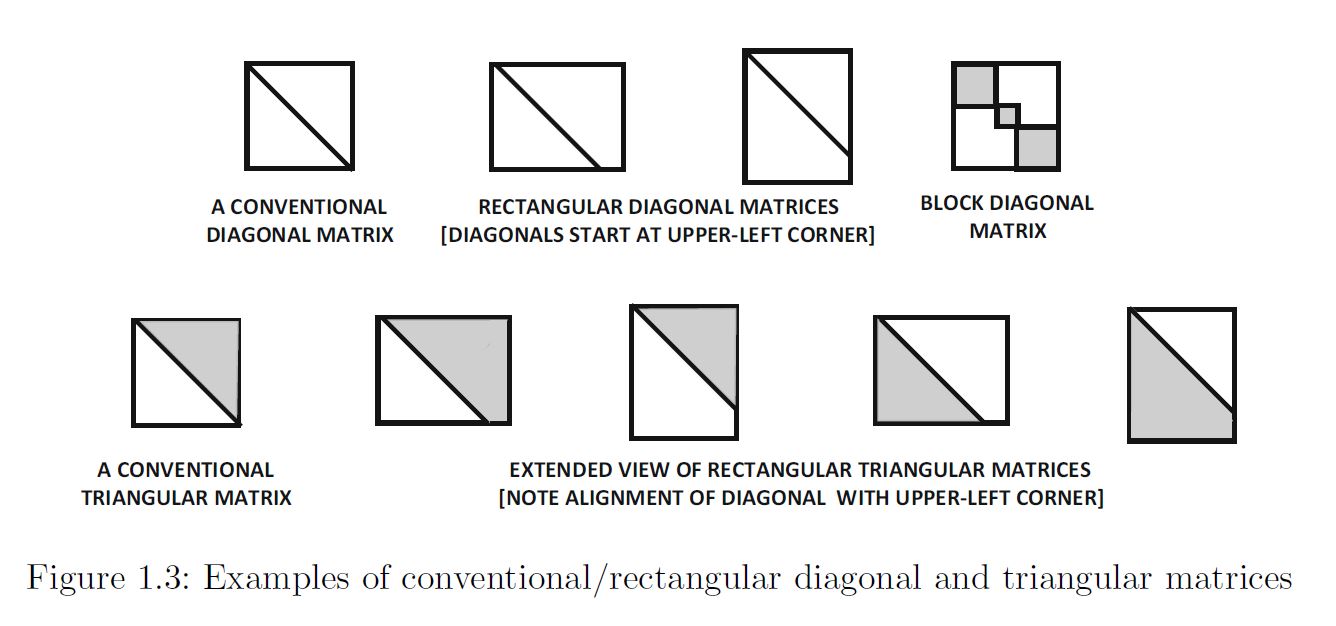 A CONVENTIONAL
DIAGONAL MATRIX
RECTANGULAR DIAGONAL MATRICES
[DIAGONALS START AT UPPER-LEFT CORNER]
BLOCK DIAGONAL
MATRIX
A CONVENTIONAL
TRIANGULAR MATRIX
EXTENDED VIEW OF RECTANGULAR TRIANGULAR MATRICES
[NOTE ALIGNMENT OF DIAGONAL WITH UPPER-LEFT CORNER]
Figure 1.3: Examples of conventional/rectangular diagonal and triangular matrices